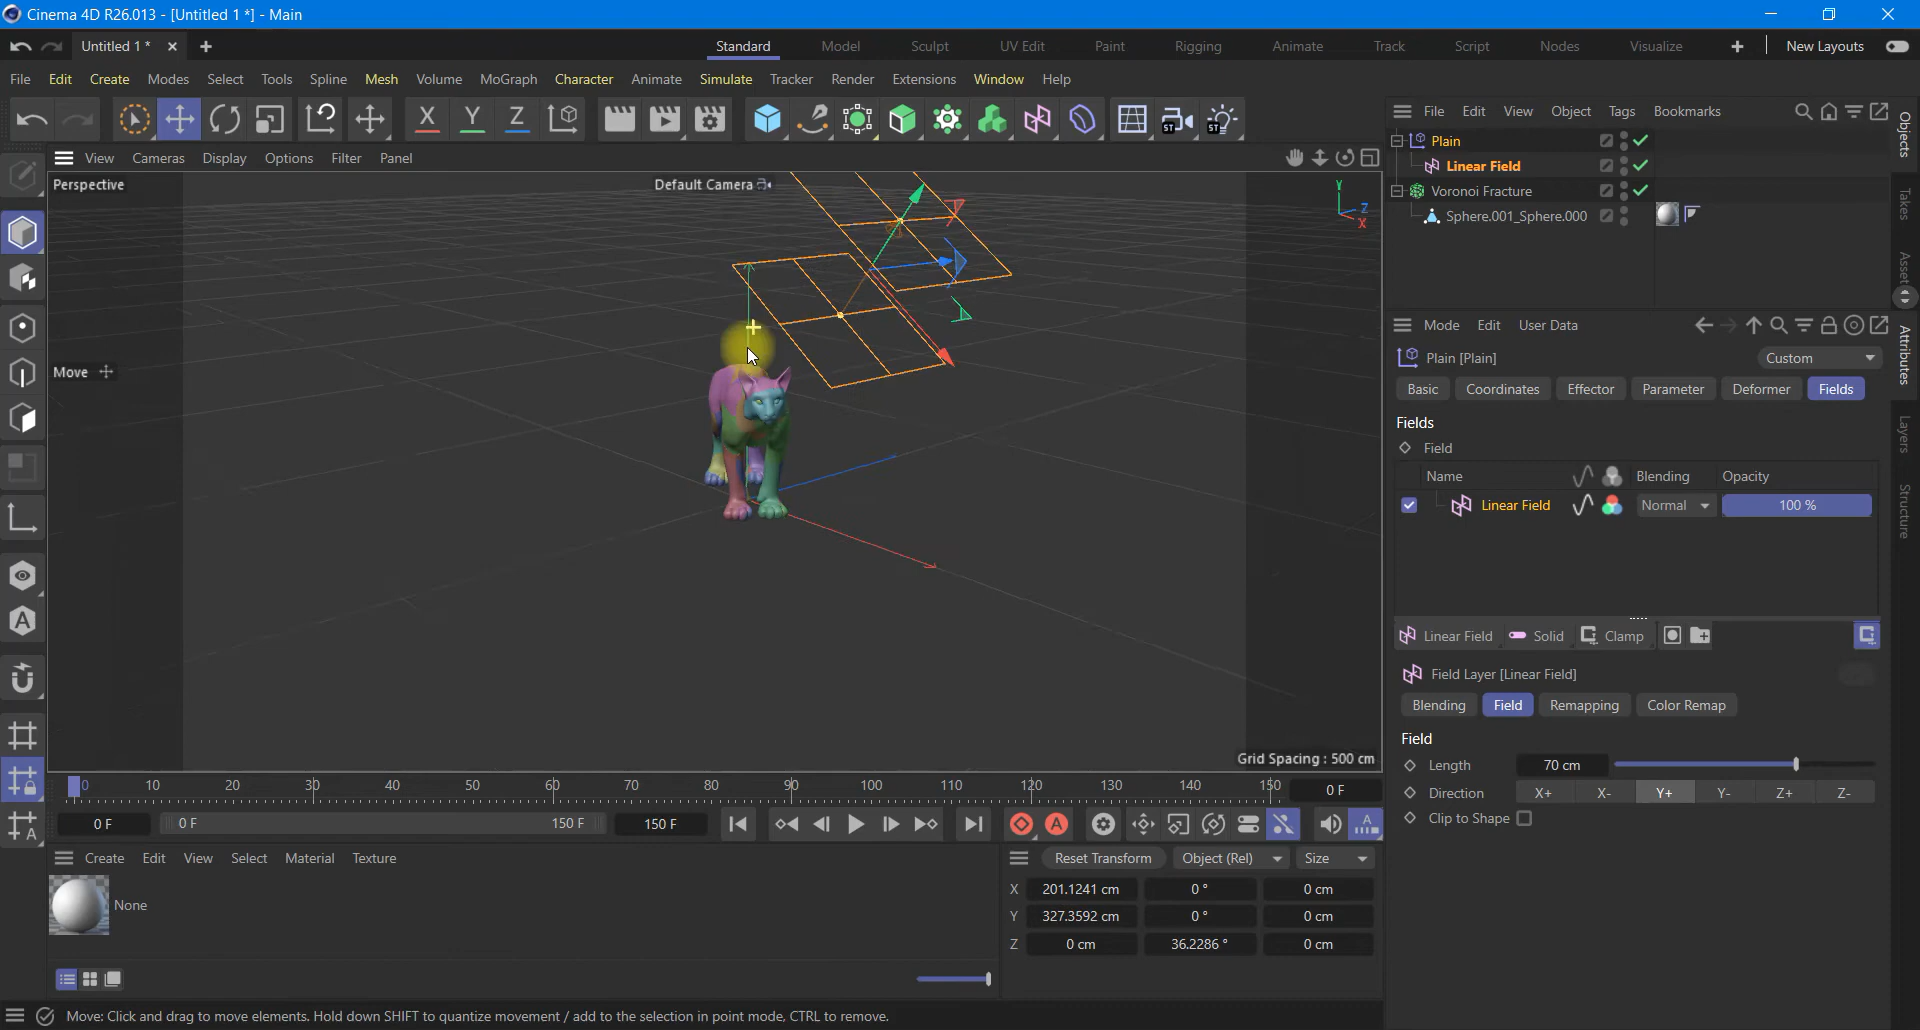 Cinema 4D R26.013 - [Untitled 1 *] - Main
Untitled 1 *
Standard Model Sculpt UV Edit Paint Rigging Animate Track Script Nodes Visualize New Layouts
File Edit Create Modes Select Tools Spline Mesh Volume MoGraph Character Animate Simulate Tracker Render Extensions Window Help
X Y Z ST ST
File Edit View Object Tags Bookmarks
Plain
Linear Field
Voronoi Fracture
Sphere.001_Sphere.000
Objects
Takes
Layers
Attributes
Structure
View Cameras Display Options Filter Panel
Perspective
Default Camera
Y
Z
X
Move
Grid Spacing : 500 cm
Mode Edit User Data
Plain [Plain]
Custom
Basic Coordinates Effector Parameter Deformer Fields
Fields
Field
Name Blending Opacity
Linear Field Normal 100 %
Linear Field Solid Clamp
Field Layer [Linear Field]
Blending Field Remapping Color Remap
Field
Length 70 cm
Direction X+ X- Y+ Y- Z+ Z-
Clip to Shape
0 10 20 30 40 50 60 70 80 90 100 110 120 130 140 150 0 F
0 F 0 F 150 F 150 F
Create Edit View Select Material Texture
None
Reset Transform Object (Rel) Size
X 201.1241 cm 0 ° 0 cm
Y 327.3592 cm 0 ° 0 cm
Z 0 cm 36.2286 ° 0 cm
Move: Click and drag to move elements. Hold down SHIFT to quantize movement / add to the selection in point mode, CTRL to remove.